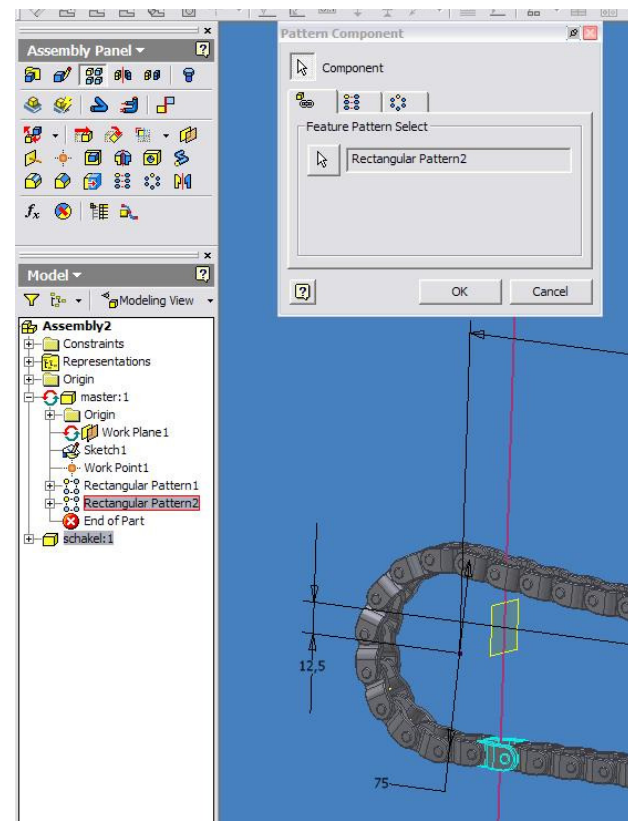 Assembly Panel
Pattern Component
Component
Feature Pattern Select
Rectangular Pattern2
OK
Cancel
fx
Model
Modeling View
Assembly2
Constraints
Representations
Origin
master:1
Origin
Work Plane1
Sketch1
Work Point1
Rectangular Pattern1
Rectangular Pattern2
End of Part
schakel:1
12,5
75